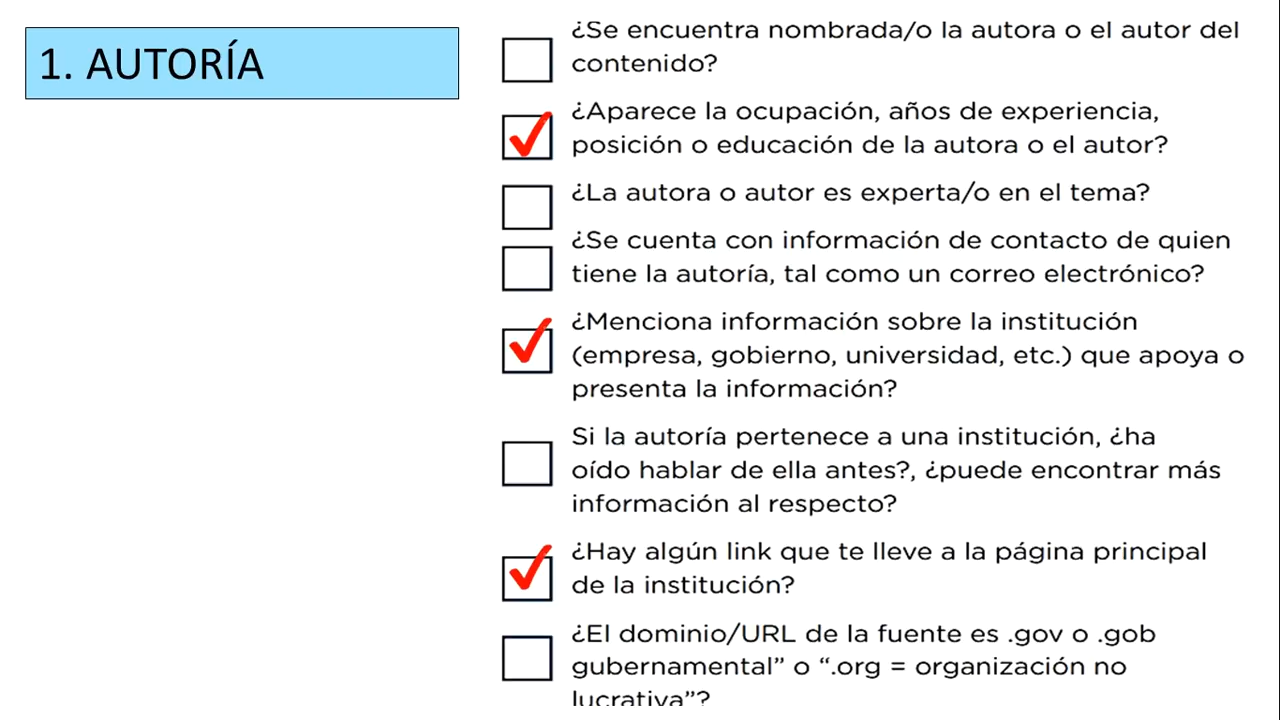 1. AUTORÍA
¿Se encuentra nombrada/o la autora o el autor del
contenido?
¿Aparece la ocupación, años de experiencia,
posición o educación de la autora o el autor?
¿La autora o autor es experta/o en el tema?
¿Se cuenta con información de contacto de quien
tiene la autoría, tal como un correo electrónico?
¿Menciona información sobre la institución
(empresa, gobierno, universidad, etc.) que apoya o
presenta la información?
Si la autoría pertenece a una institución, ¿ha
oído hablar de ella antes?, ¿puede encontrar más
información al respecto?
¿Hay algún link que te lleve a la página principal
de la institución?
¿El dominio/URL de la fuente es .gov o .gob
gubernamental” o “.org = organización no
lucrativa”?